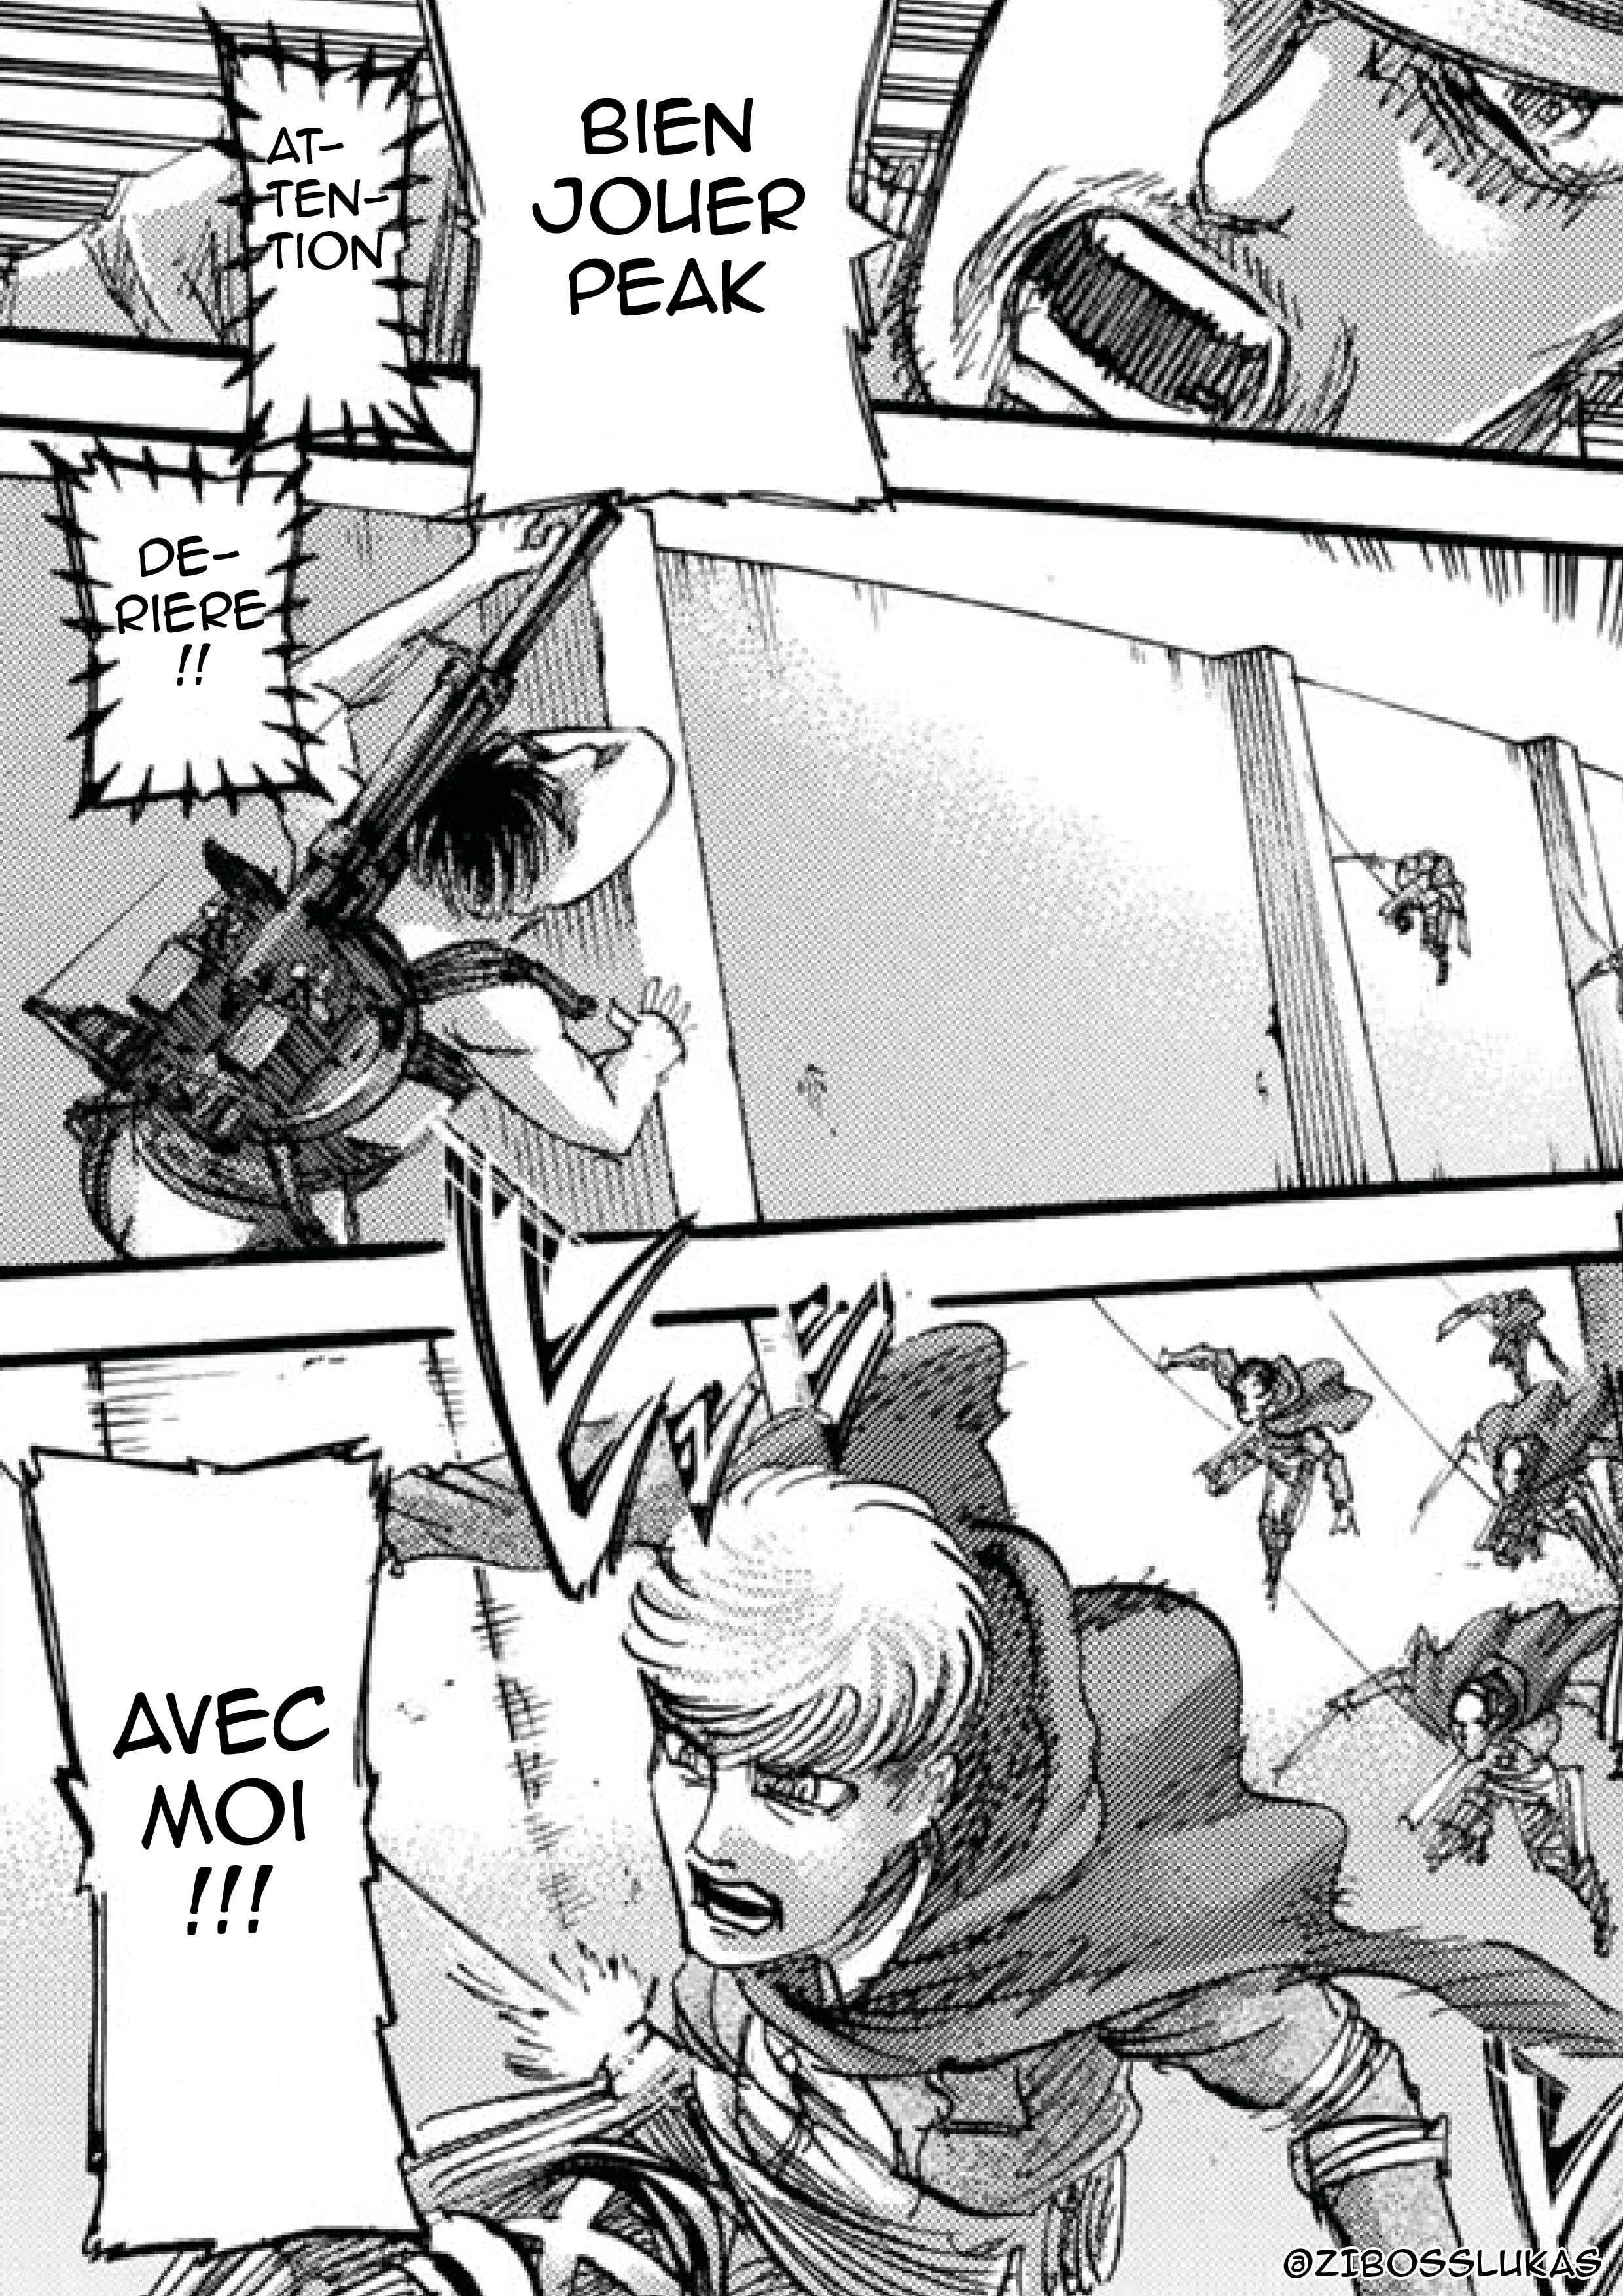 BIEN
JOUER
PEAK
AT-
TEN-
TION
DE-
RIERE
!!
AVEC
MOI
!!!
@ZIBOSSLUKAS